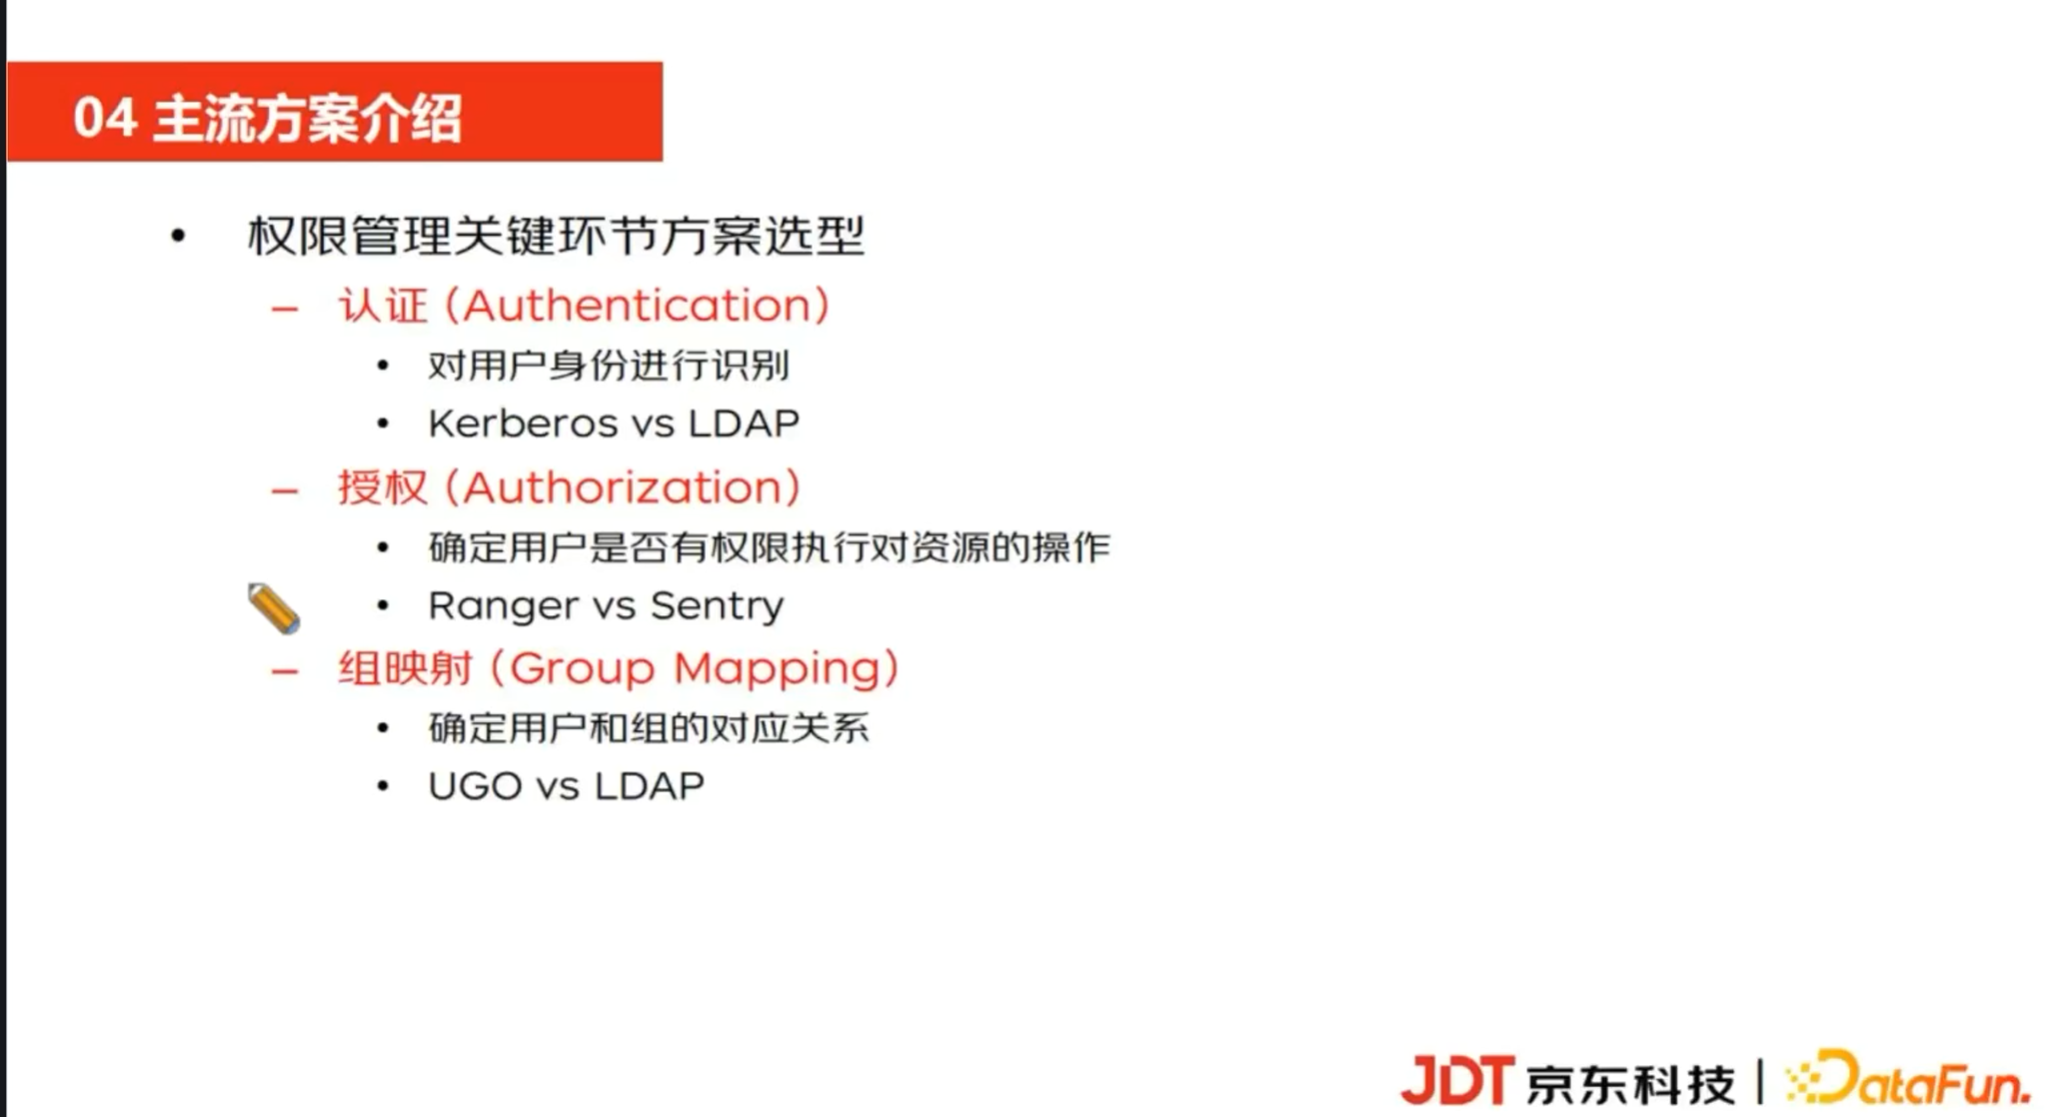 04 主流方案介绍
• 权限管理关键环节方案选型
– 认证（Authentication）
• 对用户身份进行识别
• Kerberos vs LDAP
– 授权（Authorization）
• 确定用户是否有权限执行对资源的操作
• Ranger vs Sentry
– 组映射（Group Mapping）
• 确定用户和组的对应关系
• UGO vs LDAP
JDT 京东科技 | DataFun.